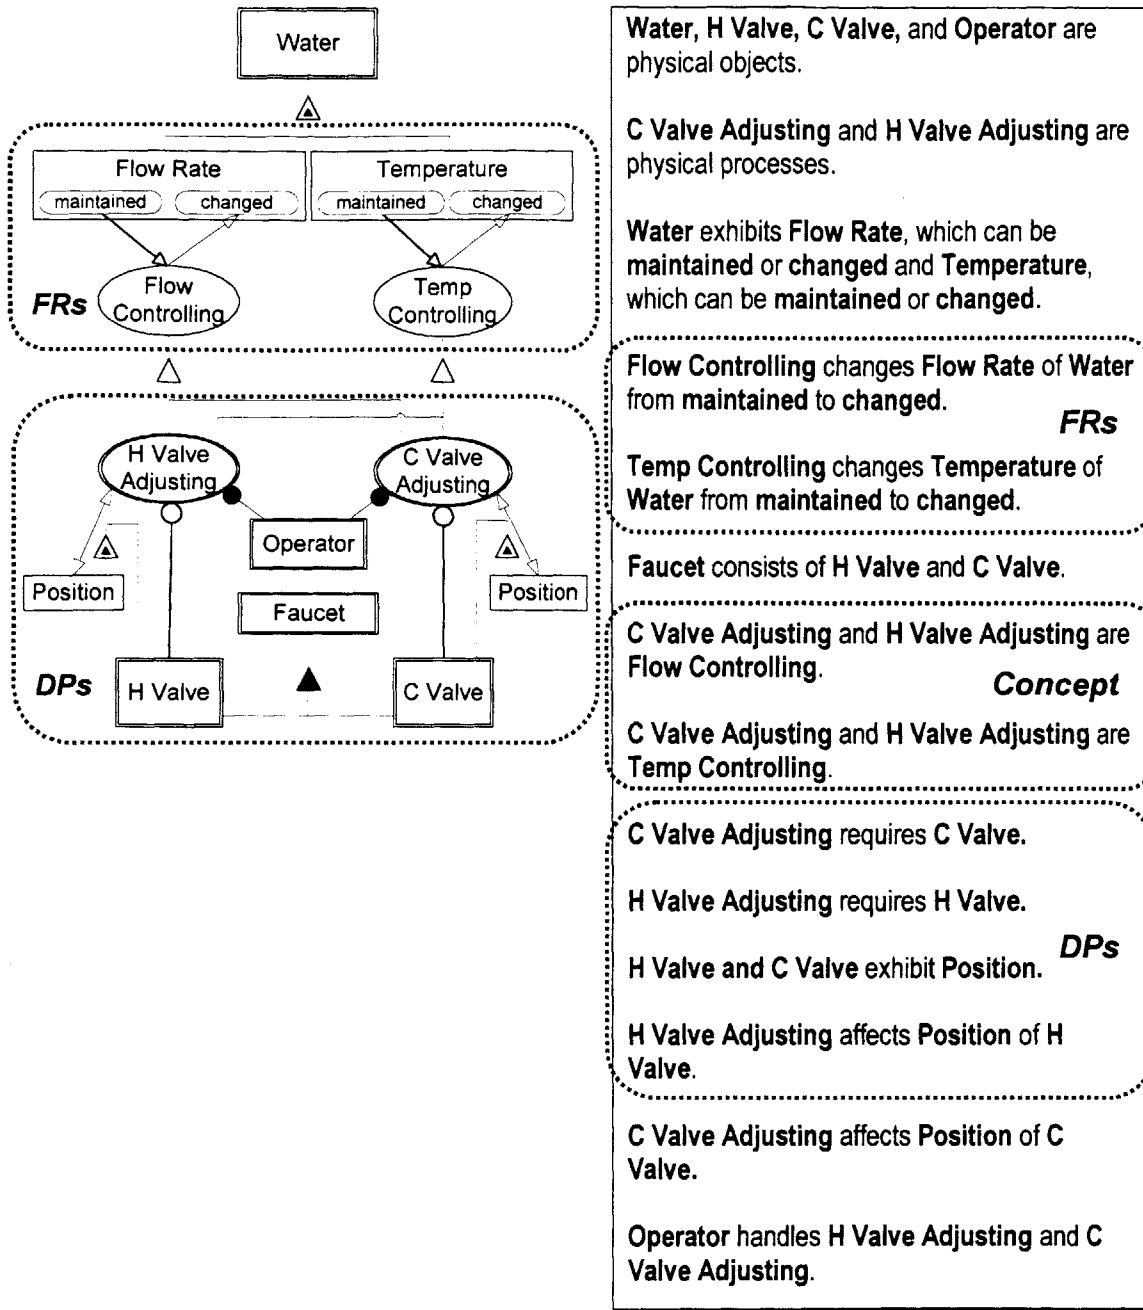 Water
Flow Rate
maintained
changed
Temperature
maintained
changed
FRs
Flow
Controlling
Temp
Controlling
H Valve
Adjusting
C Valve
Adjusting
Operator
Position
Position
Faucet
DPs
H Valve
C Valve
Water, H Valve, C Valve, and Operator are
physical objects.
C Valve Adjusting and H Valve Adjusting are
physical processes.
Water exhibits Flow Rate, which can be
maintained or changed and Temperature,
which can be maintained or changed.
Flow Controlling changes Flow Rate of Water
from maintained to changed.
FRs
Temp Controlling changes Temperature of
Water from maintained to changed.
Faucet consists of H Valve and C Valve.
C Valve Adjusting and H Valve Adjusting are
Flow Controlling.
Concept
C Valve Adjusting and H Valve Adjusting are
Temp Controlling.
C Valve Adjusting requires C Valve.
H Valve Adjusting requires H Valve.
DPs
H Valve and C Valve exhibit Position.
H Valve Adjusting affects Position of H
Valve.
C Valve Adjusting affects Position of C
Valve.
Operator handles H Valve Adjusting and C
Valve Adjusting.